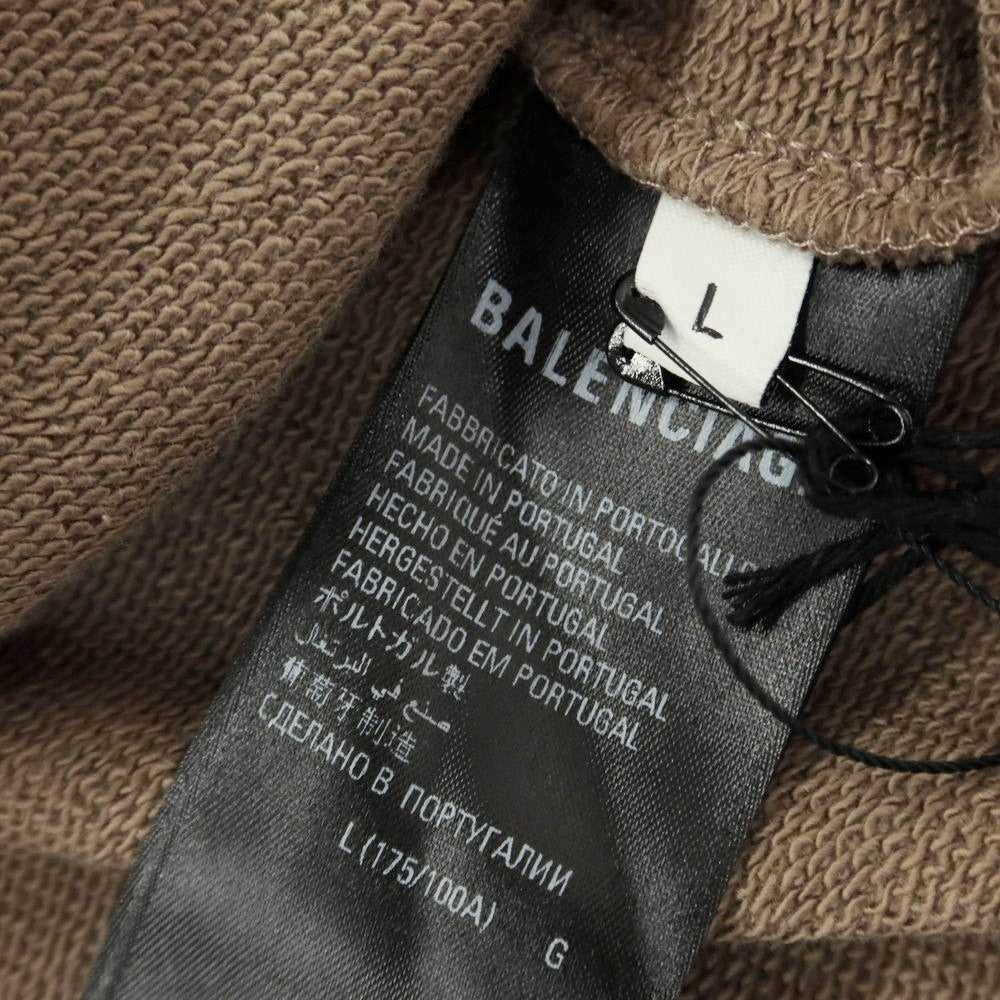 L
BALENCIAG
FABBRICATO IN PORTOGALLO
MADE IN PORTUGAL
FABRIQUÉ AU PORTUGAL
HECHO EN PORTUGAL
HERGESTELLT IN PORTUGAL
FABRICADO EM PORTUGAL
ポルトガル製
صنع في البرتغال
葡萄牙制造
СДЕЛАНО В ПОРТУГАЛИИ
L (175/100A)
G